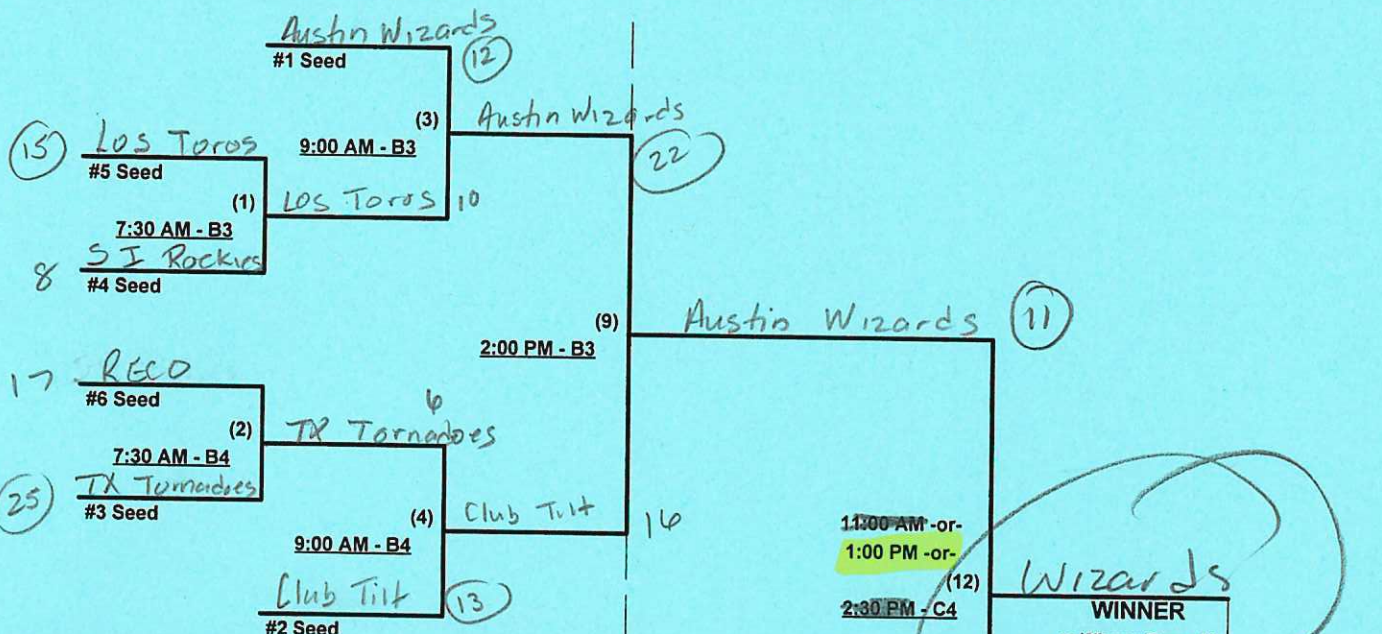 Austin Wizards
#1 Seed
12
(3)
9:00 AM - B3
Austin Wizards
22
15
Los Toros
#5 Seed
(1)
7:30 AM - B3
Los Toros 10
8
S I Rockies
#4 Seed
(9)
2:00 PM - B3
Austin Wizards 11
17
RECO
#6 Seed
(2)
7:30 AM - B4
6
TX Tornadoes
25
TX Tornadoes
#3 Seed
(4)
9:00 AM - B4
Club Tilt 16
Club Tilt 13
#2 Seed
11:00 AM -or-
1:00 PM -or-
(12)
2:30 PM - C4
Wizards
WINNER